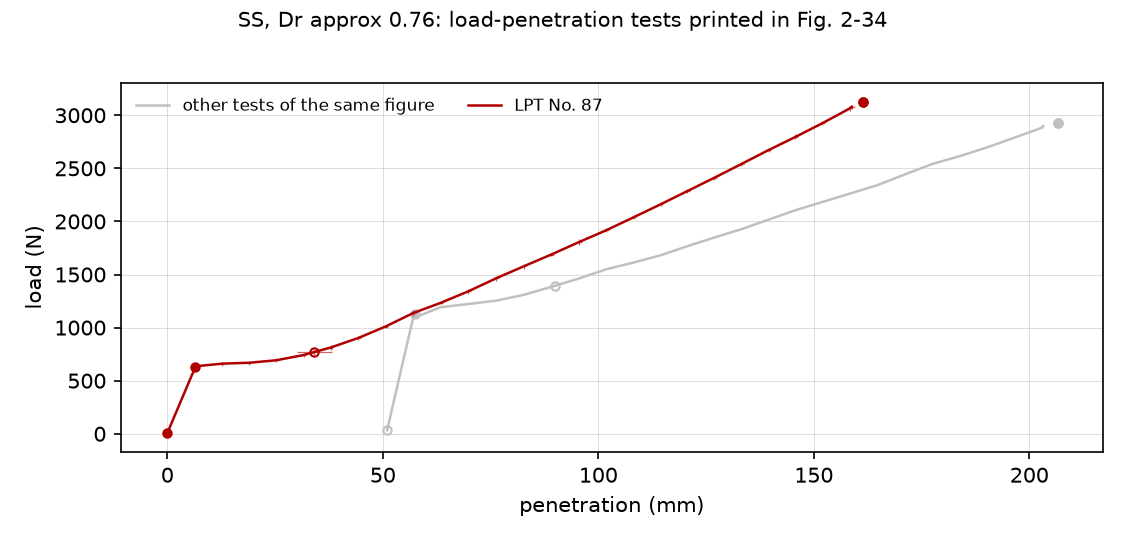 SS, Dr approx 0.76: load-penetration tests printed in Fig. 2-34
other tests of the same figure
LPT No. 87
3000
2500
2000
1500
1000
500
0
load (N)
0
50
100
150
200
penetration (mm)